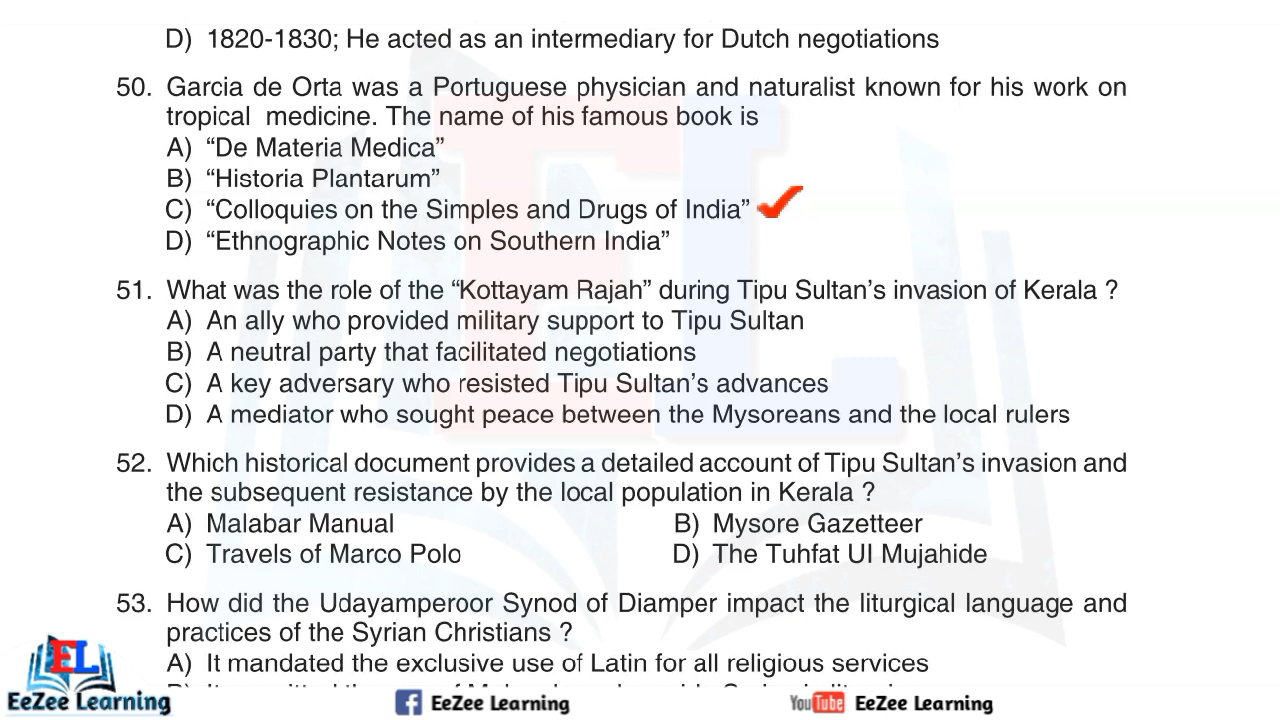 D) 1820-1830; He acted as an intermediary for Dutch negotiations
50. Garcia de Orta was a Portuguese physician and naturalist known for his work on
tropical medicine. The name of his famous book is
A) “De Materia Medica”
B) “Historia Plantarum”
C) “Colloquies on the Simples and Drugs of India”
D) “Ethnographic Notes on Southern India”
51. What was the role of the “Kottayam Rajah” during Tipu Sultan’s invasion of Kerala ?
A) An ally who provided military support to Tipu Sultan
B) A neutral party that facilitated negotiations
C) A key adversary who resisted Tipu Sultan’s advances
D) A mediator who sought peace between the Mysoreans and the local rulers
52. Which historical document provides a detailed account of Tipu Sultan’s invasion and
the subsequent resistance by the local population in Kerala ?
A) Malabar Manual B) Mysore Gazetteer
C) Travels of Marco Polo D) The Tuhfat Ul Mujahide
53. How did the Udayamperoor Synod of Diamper impact the liturgical language and
practices of the Syrian Christians ?
A) It mandated the exclusive use of Latin for all religious services
EL
EeZee Learning
EeZee Learning
YouTube EeZee Learning